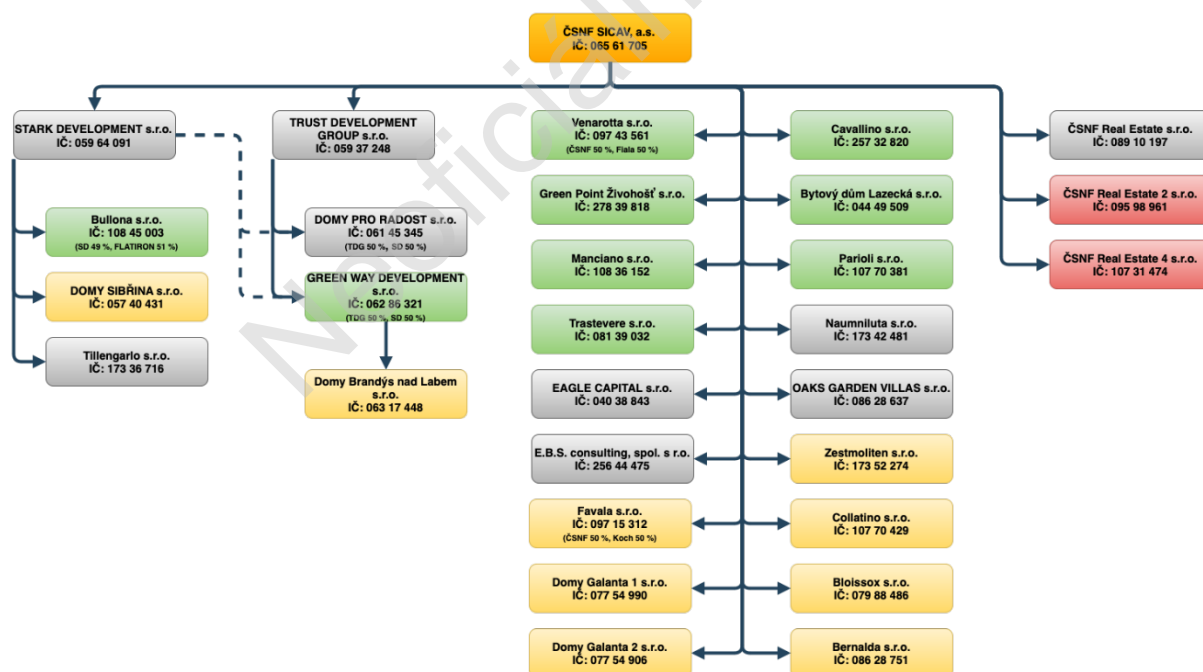 ČSNF SICAV, a.s.
IČ: 065 61 705
STARK DEVELOPMENT s.r.o.
IČ: 059 64 091
Bullona s.r.o.
IČ: 108 45 003
(SD 49 %, FLATIRON 51 %)
DOMY SIBŘINA s.r.o.
IČ: 057 40 431
Tillengarlo s.r.o.
IČ: 173 36 716
TRUST DEVELOPMENT
GROUP s.r.o.
IČ: 059 37 248
DOMY PRO RADOST s.r.o.
IČ: 061 45 345
(TDG 50 %, SD 50 %)
GREEN WAY DEVELOPMENT
s.r.o.
IČ: 062 86 321
(TDG 50 %, SD 50 %)
Domy Brandýs nad Labem
s.r.o.
IČ: 063 17 448
Venarotta s.r.o.
IČ: 097 43 561
(ČSNF 50 %, Fiala 50 %)
Green Point Živohošť s.r.o.
IČ: 278 39 818
Manciano s.r.o.
IČ: 108 36 152
Trastevere s.r.o.
IČ: 081 39 032
EAGLE CAPITAL s.r.o.
IČ: 040 38 843
E.B.S. consulting, spol. s r.o.
IČ: 256 44 475
Favala s.r.o.
IČ: 097 15 312
(ČSNF 50 %, Koch 50 %)
Domy Galanta 1 s.r.o.
IČ: 077 54 990
Domy Galanta 2 s.r.o.
IČ: 077 54 906
Cavallino s.r.o.
IČ: 257 32 820
Bytový dům Lazecká s.r.o.
IČ: 044 49 509
Parioli s.r.o.
IČ: 107 70 381
Naumniluta s.r.o.
IČ: 173 42 481
OAKS GARDEN VILLAS s.r.o.
IČ: 086 28 637
Zestmoliten s.r.o.
IČ: 173 52 274
Collatino s.r.o.
IČ: 107 70 429
Bloissox s.r.o.
IČ: 079 88 486
Bernalda s.r.o.
IČ: 086 28 751
ČSNF Real Estate s.r.o.
IČ: 089 10 197
ČSNF Real Estate 2 s.r.o.
IČ: 095 98 961
ČSNF Real Estate 4 s.r.o.
IČ: 107 31 474